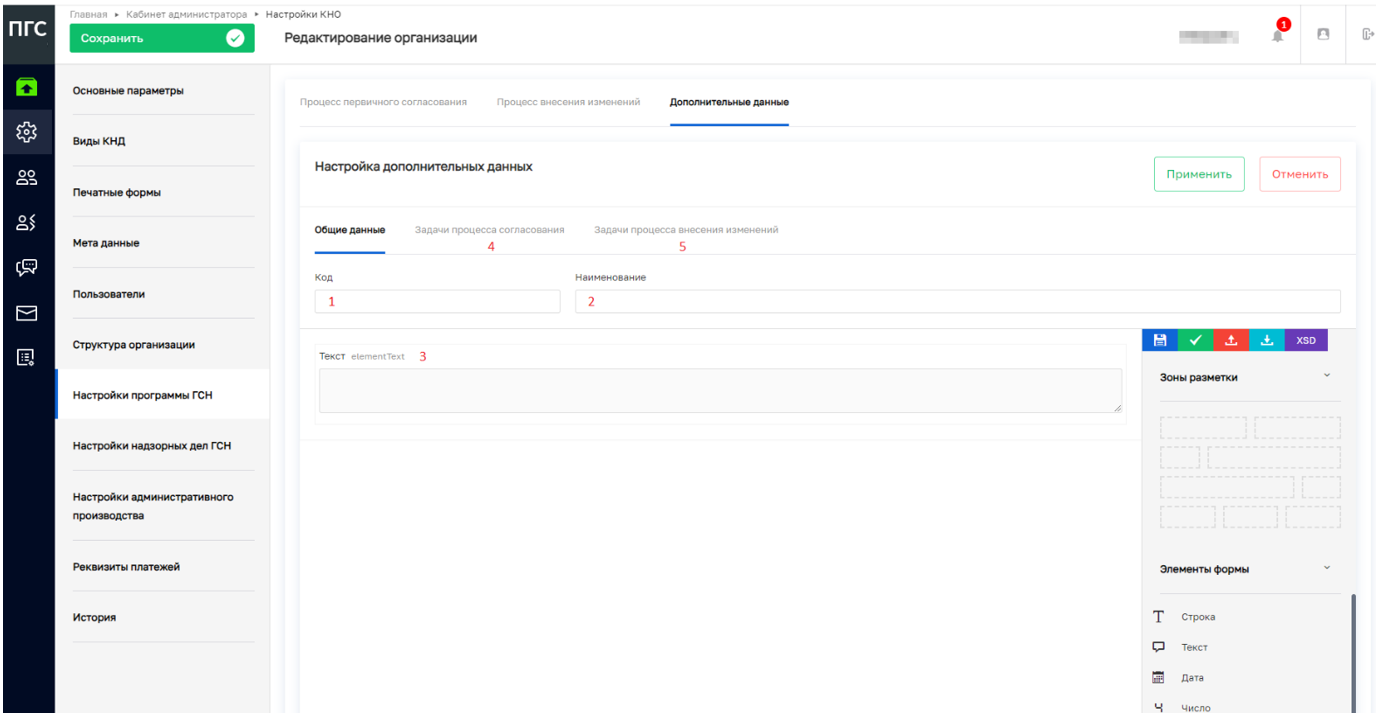 Главная ▸ Кабинет администратора ▸ Настройки КНО
ПГС
Сохранить
Редактирование организации
1
Основные параметры
Виды КНД
Печатные формы
Мета данные
Пользователи
Структура организации
Настройки программы ГСН
Настройки надзорных дел ГСН
Настройки административного
производства
Реквизиты платежей
История
Процесс первичного согласования Процесс внесения изменений Дополнительные данные
Настройка дополнительных данных
Применить Отменить
Общие данные Задачи процесса согласования Задачи процесса внесения изменений
4 5
Код Наименование
1 2
Текст elementText 3
XSD
Зоны разметки
Элементы формы
Строка
Текст
Дата
Число